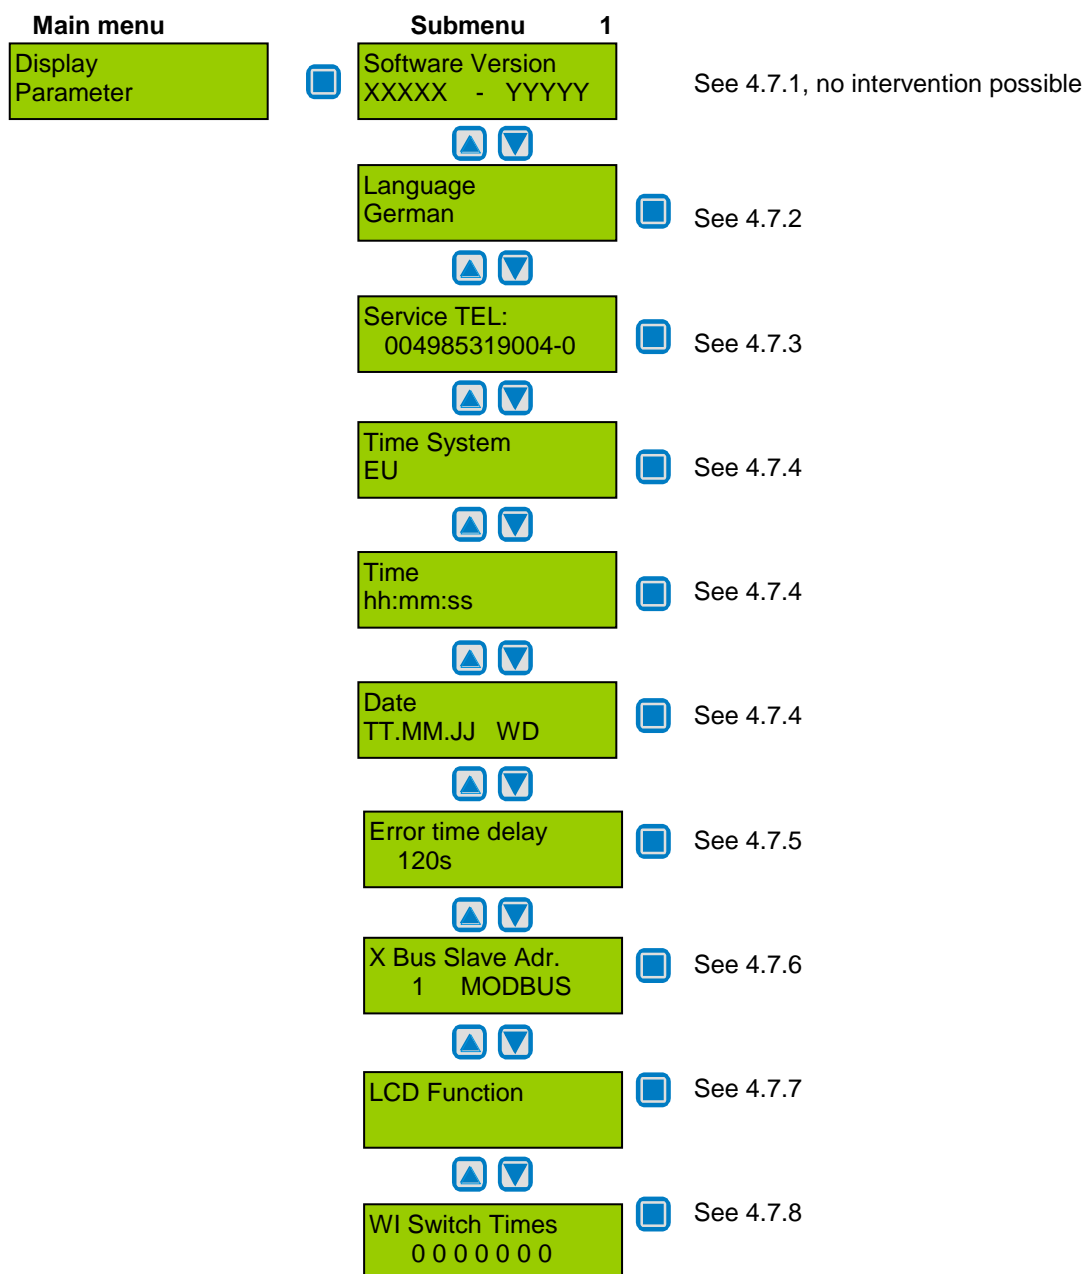 Main menu
Submenu 1
Display
Parameter
Software Version
XXXXX - YYYYY
See 4.7.1, no intervention possible
Language
German
See 4.7.2
Service TEL:
004985319004-0
See 4.7.3
Time System
EU
See 4.7.4
Time
hh:mm:ss
See 4.7.4
Date
TT.MM.JJ WD
See 4.7.4
Error time delay
120s
See 4.7.5
X Bus Slave Adr.
1 MODBUS
See 4.7.6
LCD Function
See 4.7.7
WI Switch Times
0 0 0 0 0 0 0
See 4.7.8